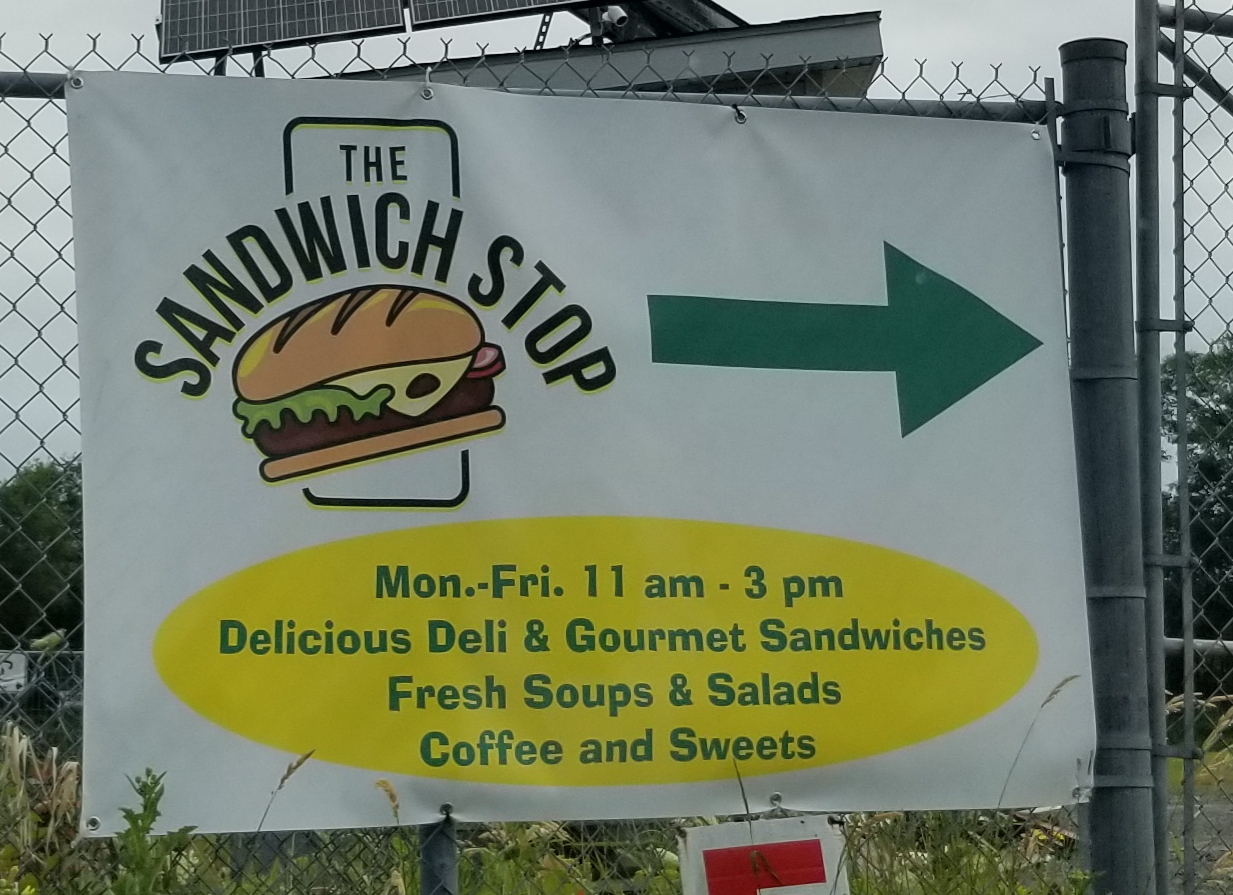 THE
SANDWICH STOP
Mon.-Fri. 11 am - 3 pm
Delicious Deli & Gourmet Sandwiches
Fresh Soups & Salads
Coffee and Sweets